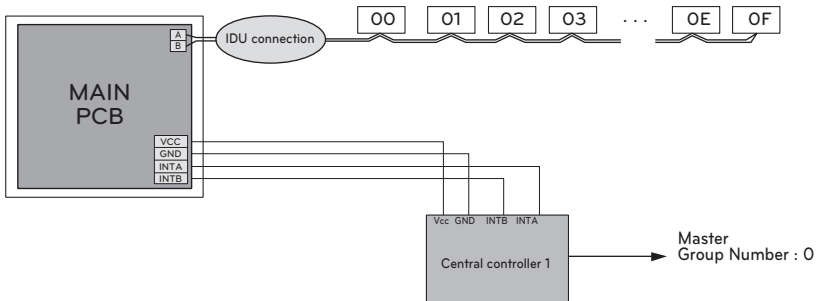 A
B
IDU connection
00
01
02
03
...
0E
0F
MAIN
PCB
VCC
GND
INTA
INTB
Vcc GND INTB INTA
Central controller 1
Master
Group Number : 0